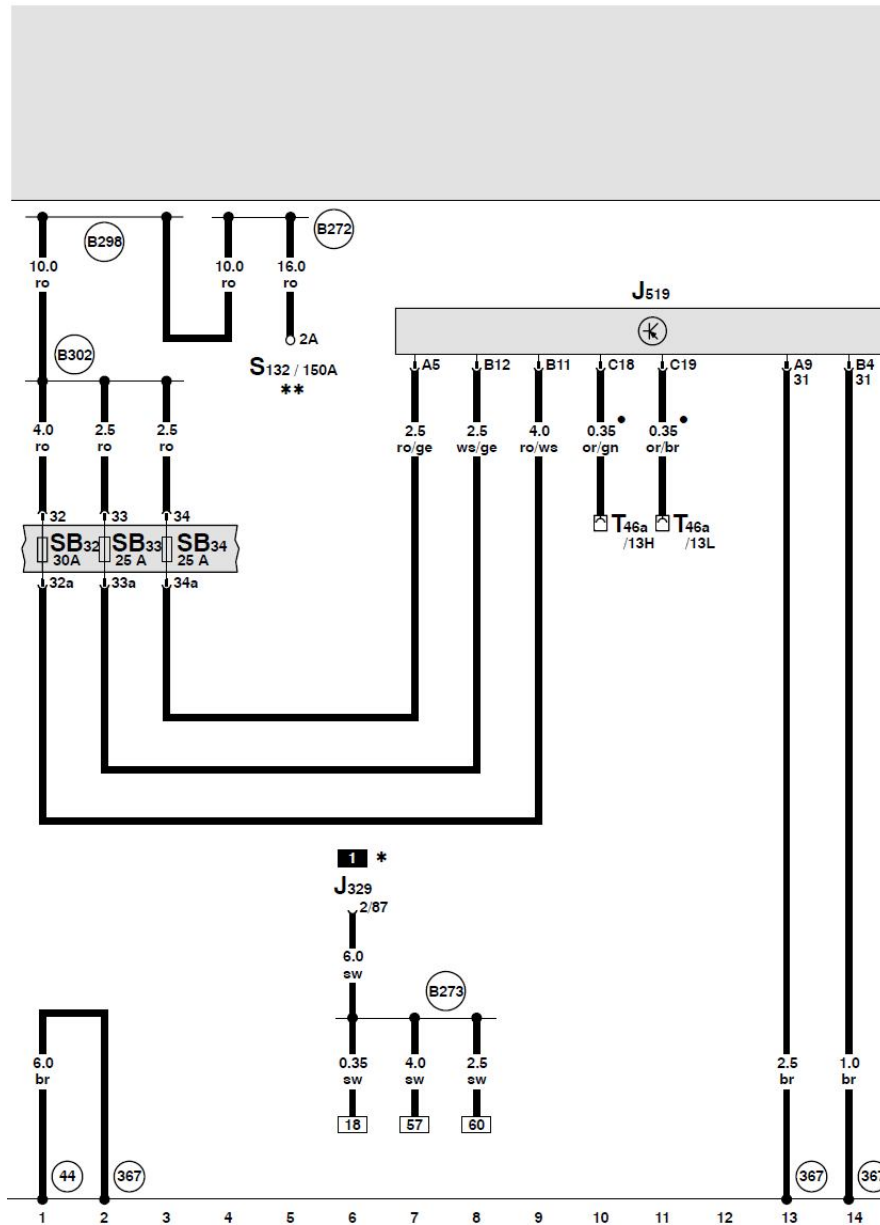 B298
B272
10.0
ro
10.0
ro
16.0
ro
2A
S132 / 150A
**
B302
J519
A5
B12
B11
C18
C19
A9
31
B4
31
4.0
ro
2.5
ro
2.5
ro
2.5
ro/ge
2.5
ws/ge
4.0
ro/ws
0.35
or/gn
0.35
or/br
2.5
br
1.0
br
32
33
34
SB32
30A
SB33
25 A
SB34
25 A
32a
33a
34a
T46a
/13H
T46a
/13L
1 *
J329
2/87
6.0
sw
B273
6.0
br
0.35
sw
4.0
sw
2.5
sw
18
57
60
44
367
367
367
1 2 3 4 5 6 7 8 9 10 11 12 13 14